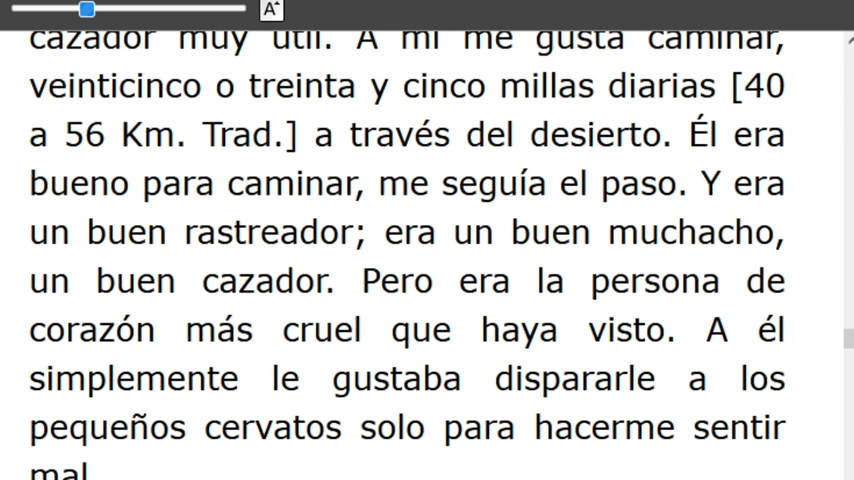 A
cazador muy útil. A mí me gusta caminar,
veinticinco o treinta y cinco millas diarias [40
a 56 Km. Trad.] a través del desierto. Él era
bueno para caminar, me seguía el paso. Y era
un buen rastreador; era un buen muchacho,
un buen cazador. Pero era la persona de
corazón más cruel que haya visto. A él
simplemente le gustaba dispararle a los
pequeños cervatos solo para hacerme sentir
mal.